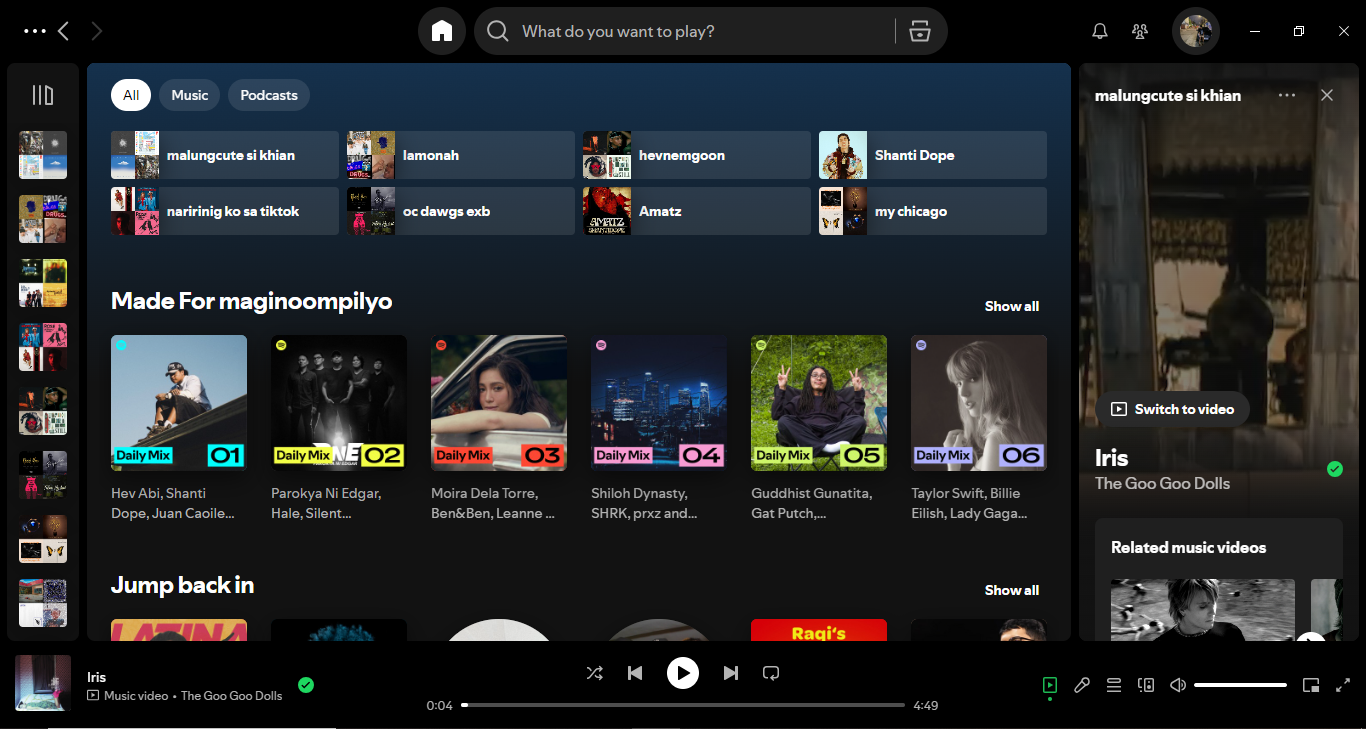 What do you want to play?
All
Music
Podcasts
malungcute si khian
lamonah
hevnemgoon
Shanti Dope
naririnig ko sa tiktok
oc dawgs exb
Amatz
my chicago
AMATZ
SHANTIDOPE
DRUGS
Made For maginoompilyo
Show all
Daily Mix 01
Daily Mix 02
Daily Mix 03
Daily Mix 04
Daily Mix 05
Daily Mix 06
Hev Abi, Shanti
Dope, Juan Caoile...
Parokya Ni Edgar,
Hale, Silent...
Moira Dela Torre,
Ben&Ben, Leanne ...
Shiloh Dynasty,
SHRK, prxz and...
Guddhist Gunatita,
Gat Putch,...
Taylor Swift, Billie
Eilish, Lady Gaga...
Jump back in
Show all
LATINA
Raqi's
malungcute si khian
Switch to video
Iris
The Goo Goo Dolls
Related music videos
Iris
Music video • The Goo Goo Dolls
0:04
4:49